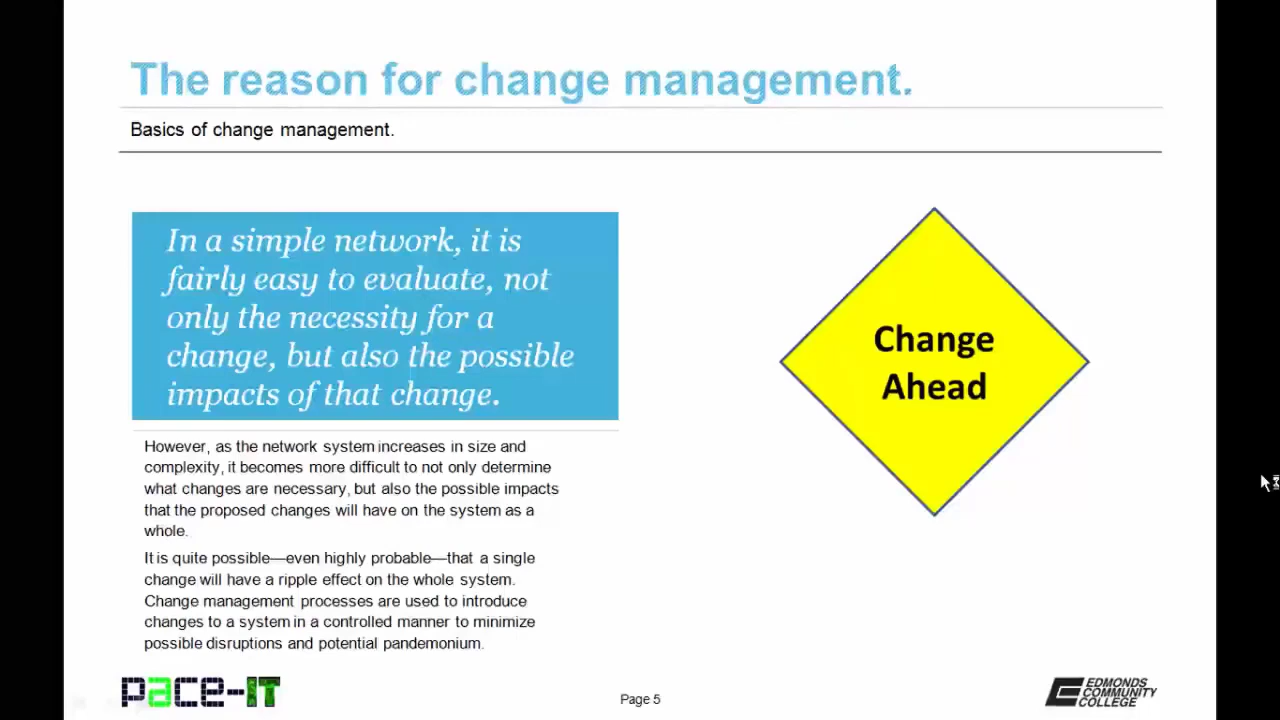 The reason for change management.
Basics of change management.
In a simple network, it is
fairly easy to evaluate, not
only the necessity for a
change, but also the possible
impacts of that change.
However, as the network system increases in size and
complexity, it becomes more difficult to not only determine
what changes are necessary, but also the possible impacts
that the proposed changes will have on the system as a
whole.
It is quite possible—even highly probable—that a single
change will have a ripple effect on the whole system.
Change management processes are used to introduce
changes to a system in a controlled manner to minimize
possible disruptions and potential pandemonium.
Change
Ahead
PACE-IT
Page 5
EDMONDS
COMMUNITY
COLLEGE